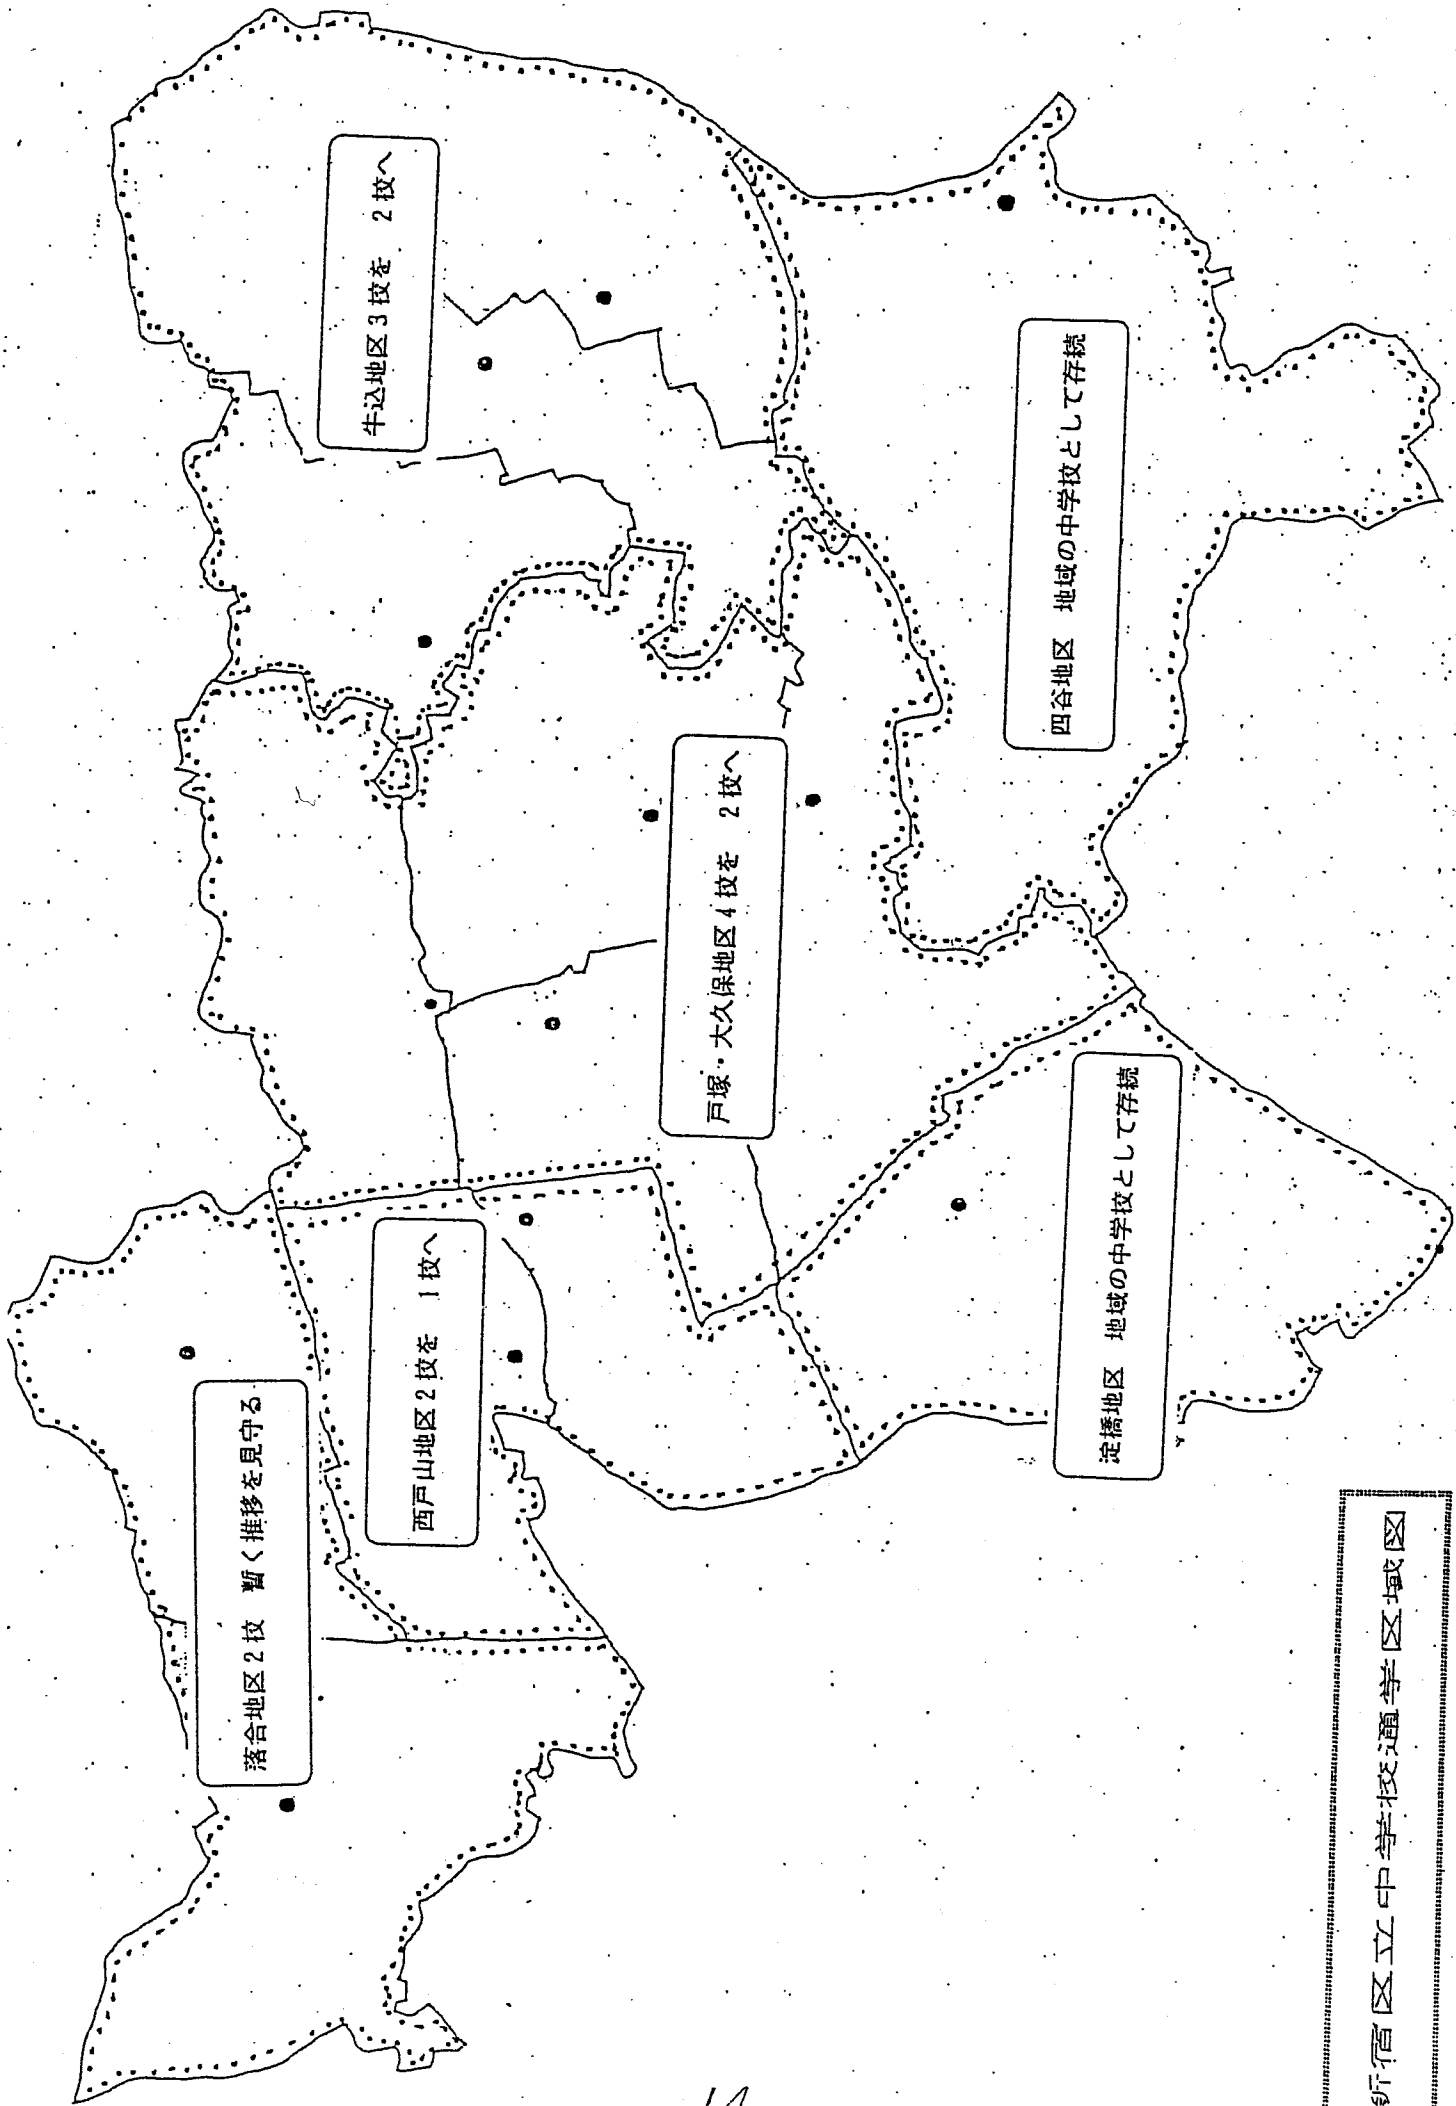 新宿区立中学校通学区域図
落合地区2校 暫く推移を見守る
西戸山地区2校を 1校へ
戸塚・大久保地区4校を 2校へ
牛込地区3校を 2校へ
淀橋地区 地域の中学校として存続
四谷地区 地域の中学校として存続
14